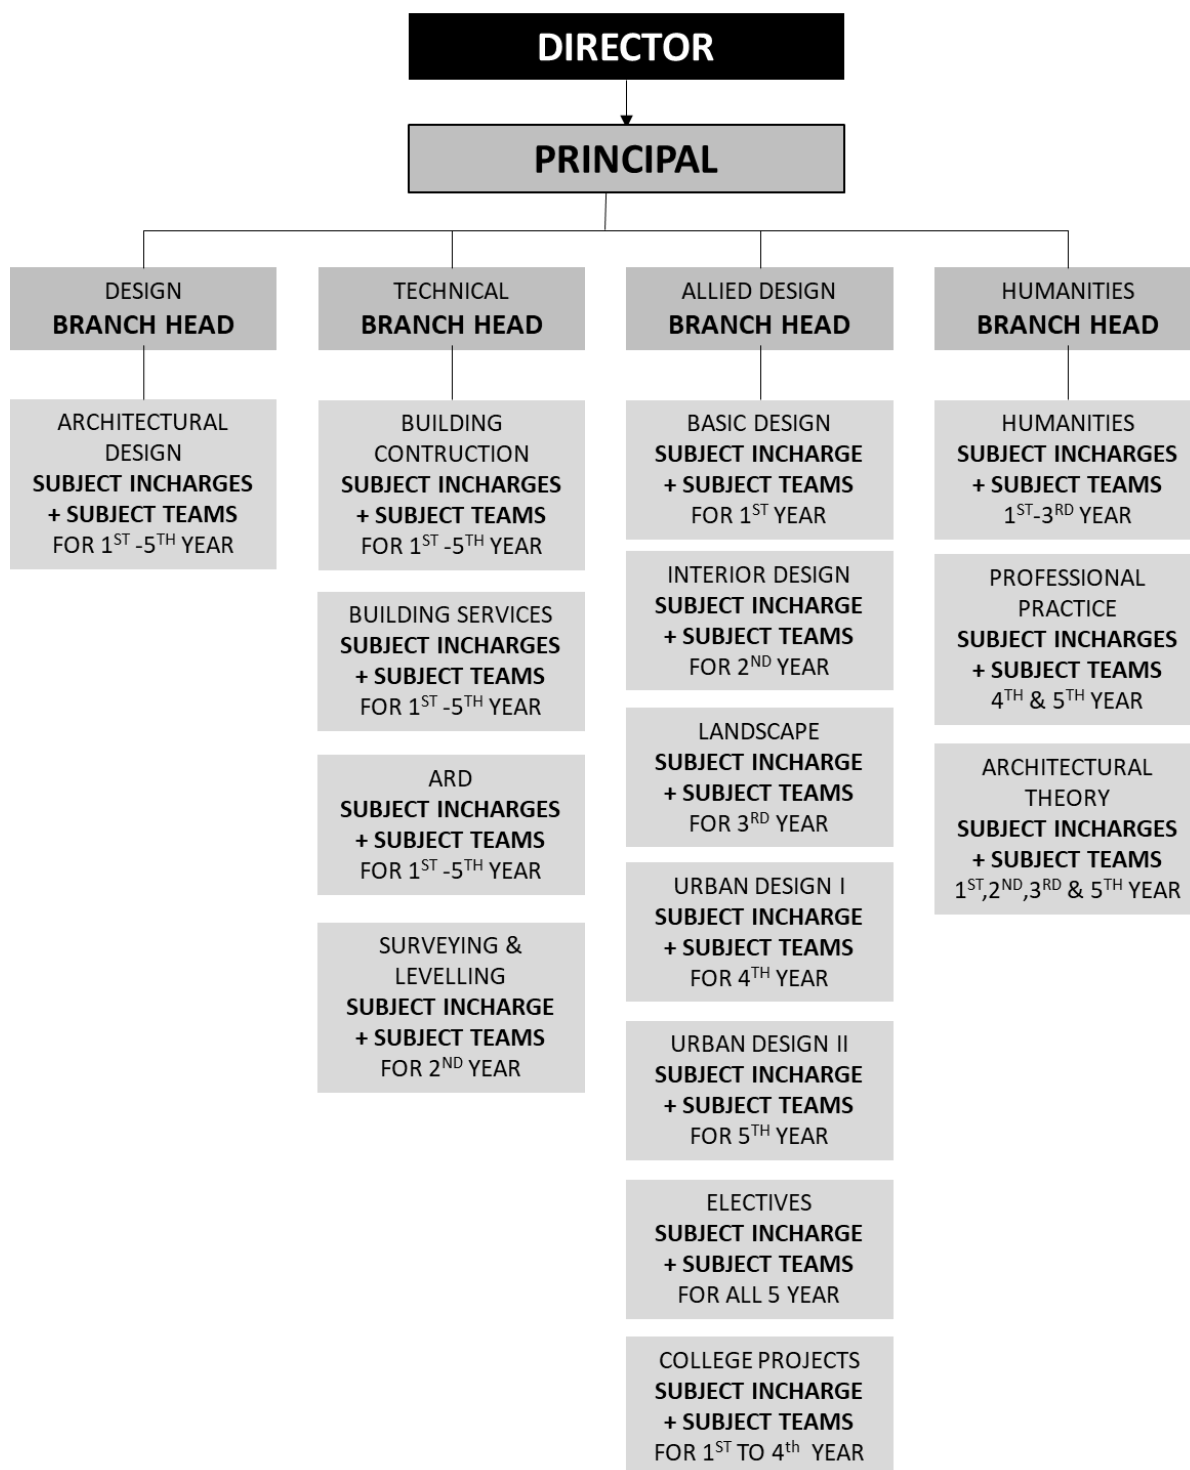 DIRECTOR
PRINCIPAL
DESIGN
BRANCH HEAD
ARCHITECTURAL
DESIGN
SUBJECT INCHARGES
+ SUBJECT TEAMS
FOR 1ST -5TH YEAR
TECHNICAL
BRANCH HEAD
BUILDING
CONTRUCTION
SUBJECT INCHARGES
+ SUBJECT TEAMS
FOR 1ST -5TH YEAR
BUILDING SERVICES
SUBJECT INCHARGES
+ SUBJECT TEAMS
FOR 1ST -5TH YEAR
ARD
SUBJECT INCHARGES
+ SUBJECT TEAMS
FOR 1ST -5TH YEAR
SURVEYING &
LEVELLING
SUBJECT INCHARGE
+ SUBJECT TEAMS
FOR 2ND YEAR
ALLIED DESIGN
BRANCH HEAD
BASIC DESIGN
SUBJECT INCHARGE
+ SUBJECT TEAMS
FOR 1ST YEAR
INTERIOR DESIGN
SUBJECT INCHARGE
+ SUBJECT TEAMS
FOR 2ND YEAR
LANDSCAPE
SUBJECT INCHARGE
+ SUBJECT TEAMS
FOR 3RD YEAR
URBAN DESIGN I
SUBJECT INCHARGE
+ SUBJECT TEAMS
FOR 4TH YEAR
URBAN DESIGN II
SUBJECT INCHARGE
+ SUBJECT TEAMS
FOR 5TH YEAR
ELECTIVES
SUBJECT INCHARGE
+ SUBJECT TEAMS
FOR ALL 5 YEAR
COLLEGE PROJECTS
SUBJECT INCHARGE
+ SUBJECT TEAMS
FOR 1ST TO 4th YEAR
HUMANITIES
BRANCH HEAD
HUMANITIES
SUBJECT INCHARGES
+ SUBJECT TEAMS
1ST-3RD YEAR
PROFESSIONAL
PRACTICE
SUBJECT INCHARGES
+ SUBJECT TEAMS
4TH & 5TH YEAR
ARCHITECTURAL
THEORY
SUBJECT INCHARGES
+ SUBJECT TEAMS
1ST,2ND,3RD & 5TH YEAR